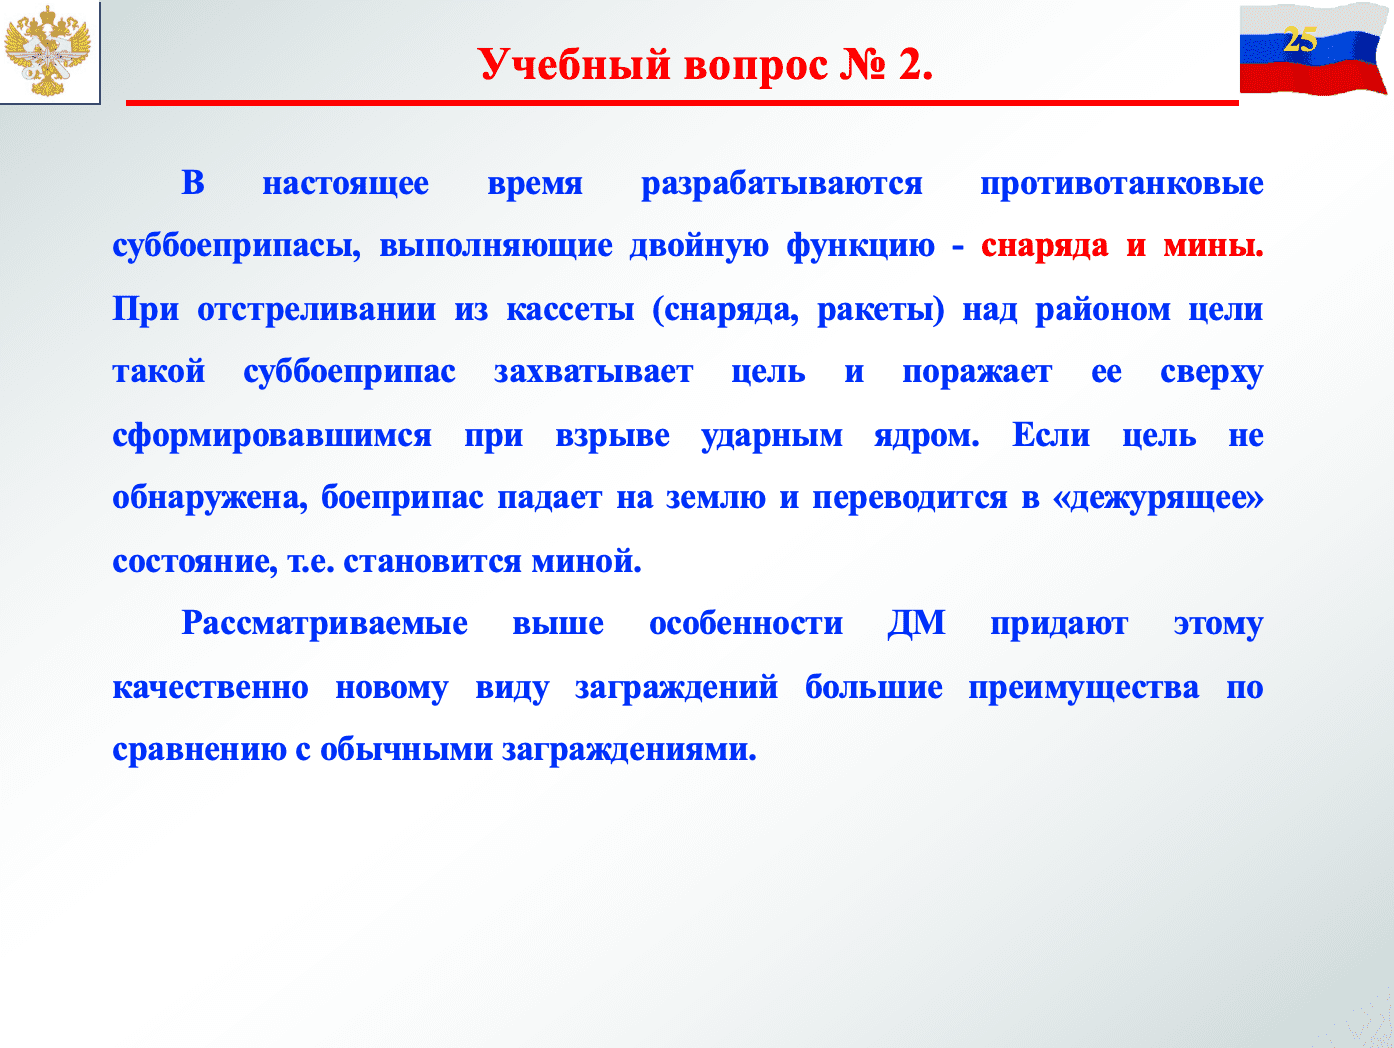 25
Учебный вопрос № 2.
В настоящее время разрабатываются противотанковые
суббоеприпасы, выполняющие двойную функцию - снаряда и мины.
При отстреливании из кассеты (снаряда, ракеты) над районом цели
такой суббоеприпас захватывает цель и поражает ее сверху
сформировавшимся при взрыве ударным ядром. Если цель не
обнаружена, боеприпас падает на землю и переводится в «дежурящее»
состояние, т.е. становится миной.
Рассматриваемые выше особенности ДМ придают этому
качественно новому виду заграждений большие преимущества по
сравнению с обычными заграждениями.